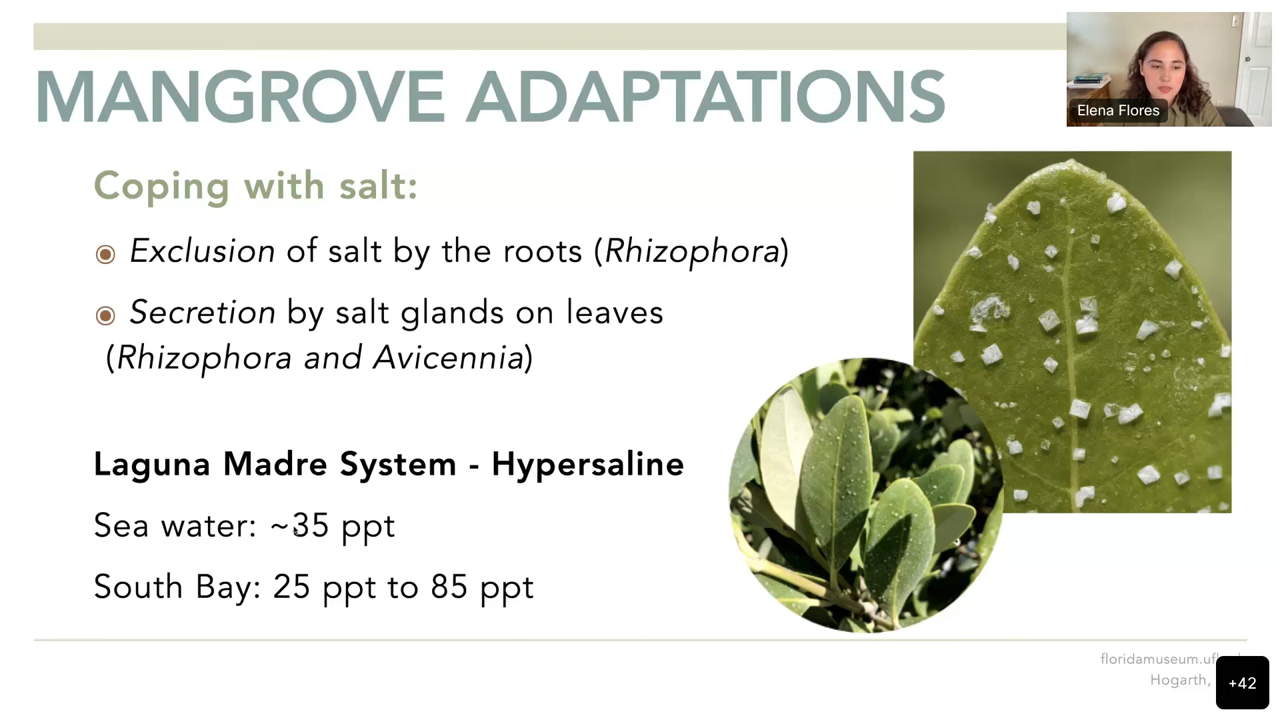 MANGROVE ADAPTATIONS
Elena Flores
Coping with salt:
Exclusion of salt by the roots (Rhizophora)
Secretion by salt glands on leaves
(Rhizophora and Avicennia)
Laguna Madre System - Hypersaline
Sea water: ~35 ppt
South Bay: 25 ppt to 85 ppt
Hogarth,
+42